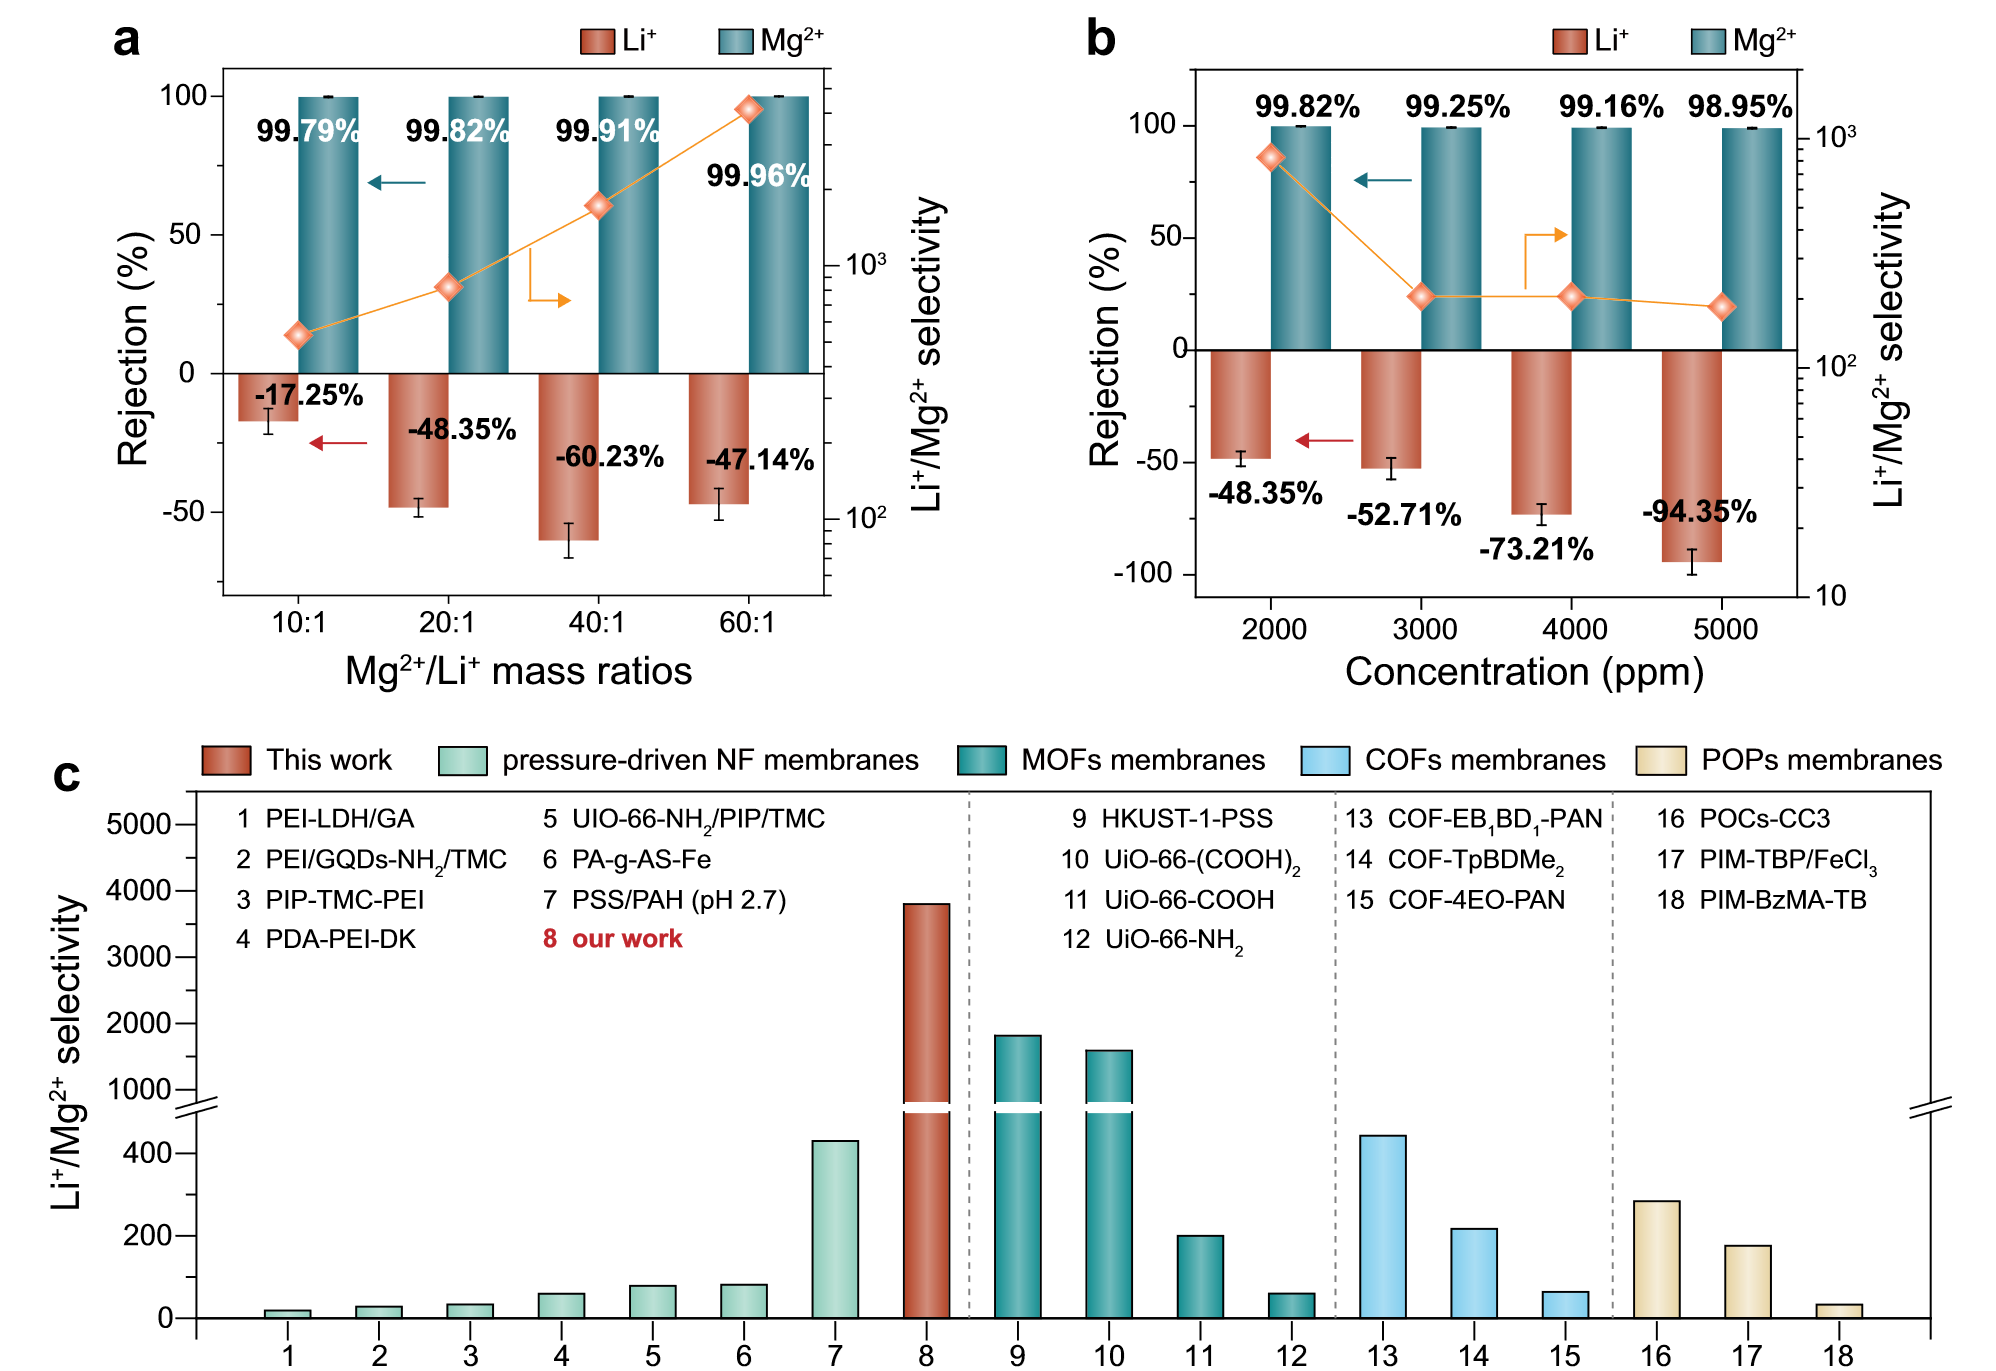 a
Li⁺ Mg²⁺
100
50
0
-50
Rejection (%)
99.79% 99.82% 99.91% 99.96%
-17.25% -48.35% -60.23% -47.14%
10³
10²
Li⁺/Mg²⁺ selectivity
10:1 20:1 40:1 60:1
Mg²⁺/Li⁺ mass ratios
b
Li⁺ Mg²⁺
100
50
0
-50
-100
Rejection (%)
99.82% 99.25% 99.16% 98.95%
-48.35% -52.71% -73.21% -94.35%
10³
10²
10
Li⁺/Mg²⁺ selectivity
2000 3000 4000 5000
Concentration (ppm)
c
This work pressure-driven NF membranes MOFs membranes COFs membranes POPs membranes
5000
4000
3000
2000
1000
400
200
0
Li⁺/Mg²⁺ selectivity
1 PEI-LDH/GA
2 PEI/GQDs-NH₂/TMC
3 PIP-TMC-PEI
4 PDA-PEI-DK
5 UIO-66-NH₂/PIP/TMC
6 PA-g-AS-Fe
7 PSS/PAH (pH 2.7)
8 our work
9 HKUST-1-PSS
10 UiO-66-(COOH)₂
11 UiO-66-COOH
12 UiO-66-NH₂
13 COF-EB₁BD₁-PAN
14 COF-TpBDMe₂
15 COF-4EO-PAN
16 POCs-CC3
17 PIM-TBP/FeCl₃
18 PIM-BzMA-TB
1 2 3 4 5 6 7 8 9 10 11 12 13 14 15 16 17 18